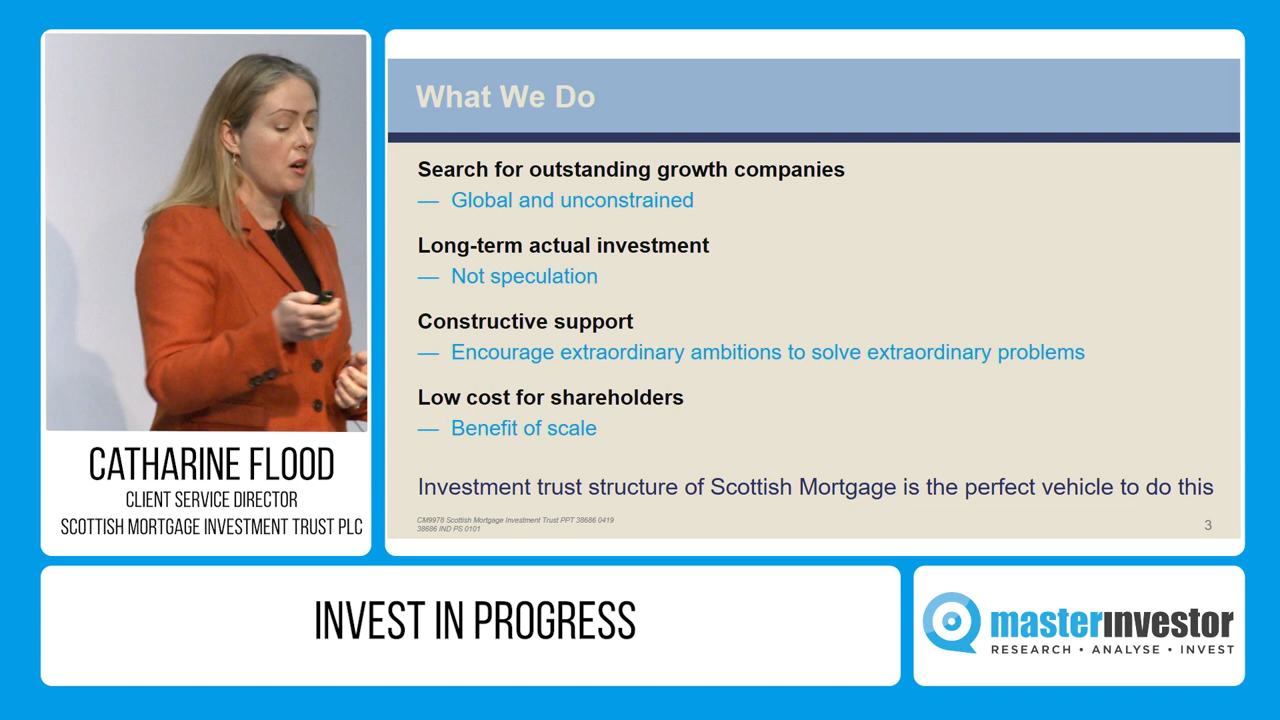 What We Do
Search for outstanding growth companies
— Global and unconstrained
Long-term actual investment
— Not speculation
Constructive support
— Encourage extraordinary ambitions to solve extraordinary problems
Low cost for shareholders
— Benefit of scale
Investment trust structure of Scottish Mortgage is the perfect vehicle to do this
CM9978 Scottish Mortgage Investment Trust PPT 38686 0419
38686 IND PS 0101
3
CATHARINE FLOOD
CLIENT SERVICE DIRECTOR
SCOTTISH MORTGAGE INVESTMENT TRUST PLC
INVEST IN PROGRESS
masterinvestor
RESEARCH • ANALYSE • INVEST